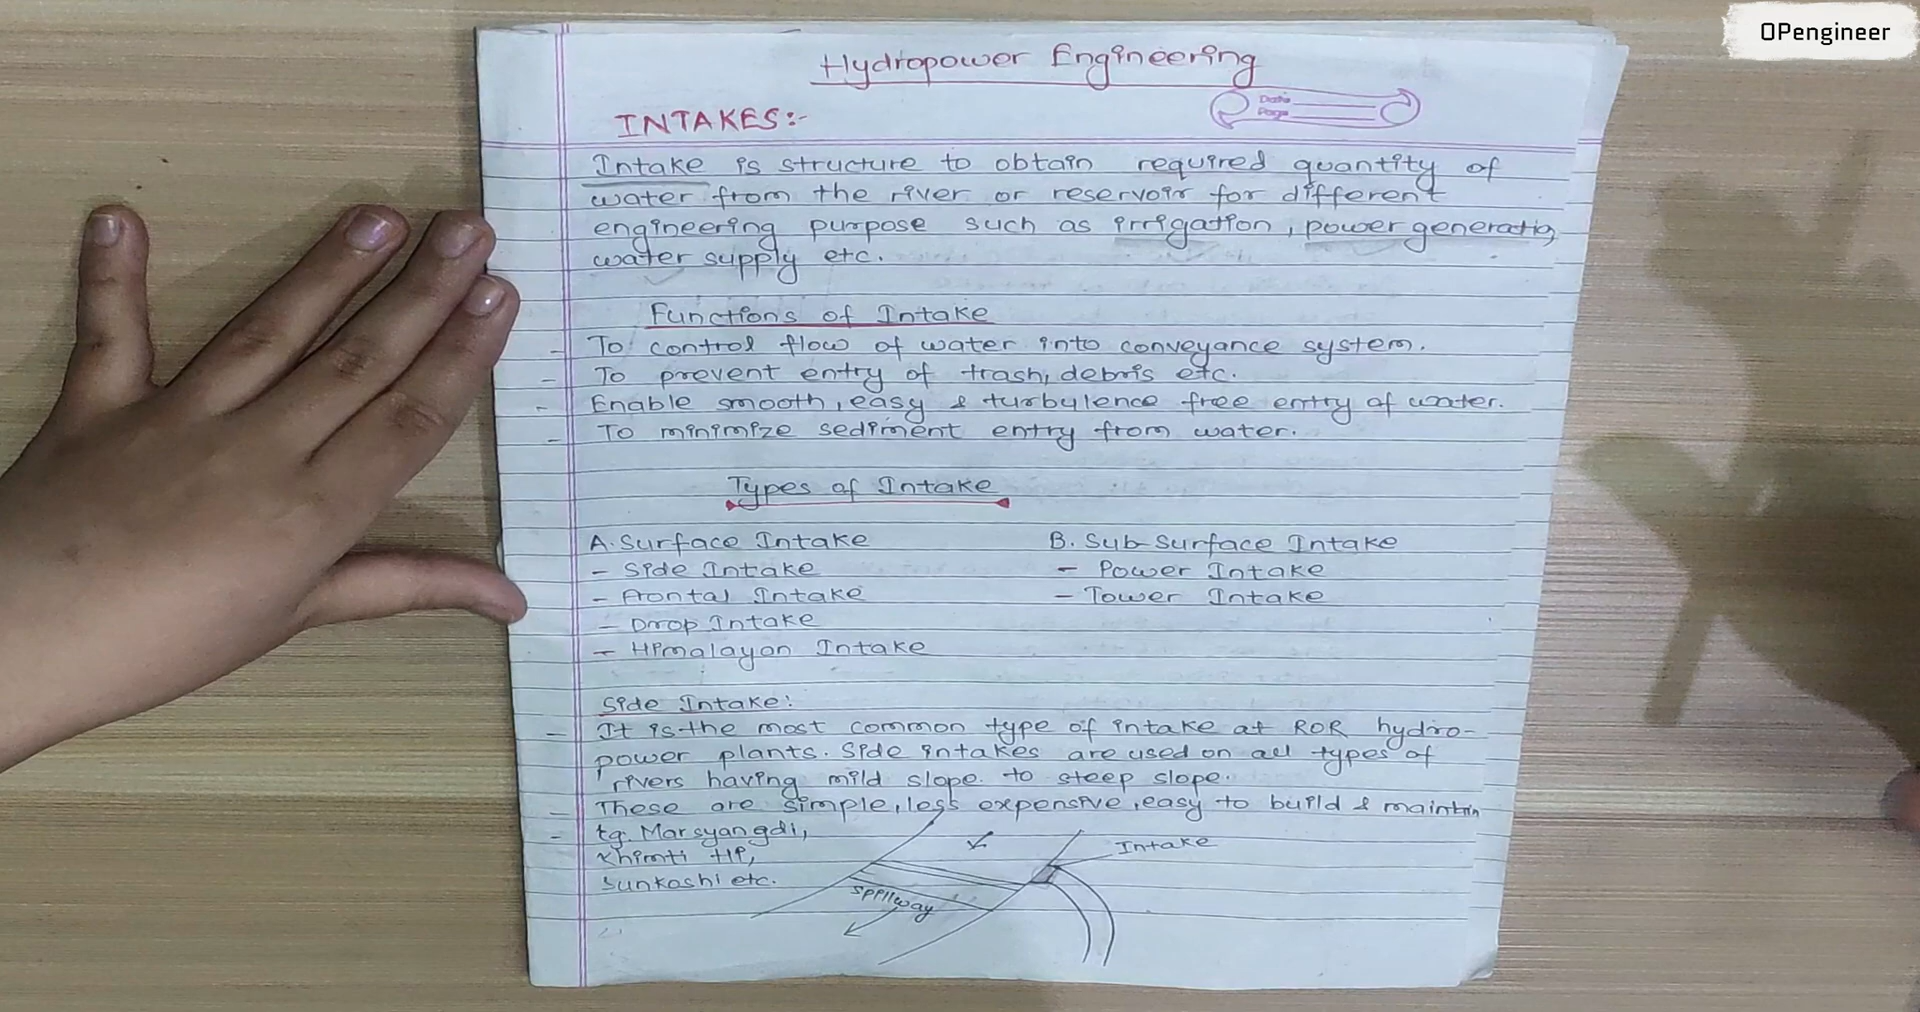 OPengineer
Hydropower Engineering
Date
Page
INTAKES:-
Intake is structure to obtain required quantity of
water from the river or reservoir for different
engineering purpose such as irrigation, power generatio,
water supply etc.
Functions of Intake
- To control flow of water into conveyance system.
- To prevent entry of trash, debris etc.
- Enable smooth, easy & turbulence free entry of water.
- To minimize sediment entry from water.
Types of Intake
A. Surface Intake
- Side Intake
- Frontal Intake
- Drop Intake
- Himalayan Intake
B. Sub-Surface Intake
- Power Intake
- Tower Intake
Side Intake:
- It is the most common type of intake at ROR hydro-
power plants. Side intakes are used on all types of
rivers having mild slope to steep slope.
- These are simple, less expensive, easy to build & maintain
- Eg. Marsyangdi,
Khimti HP,
Sunkoshi etc.
Intake
Spillway